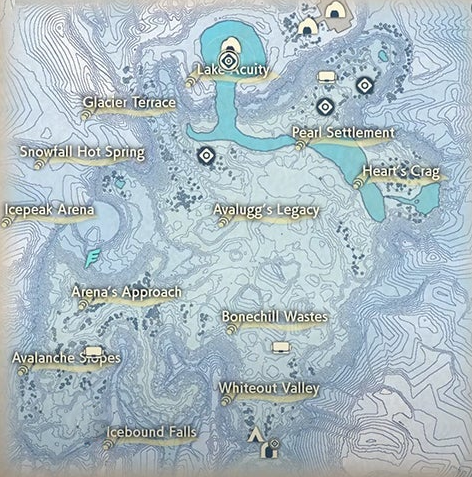 Lake Acuity
Glacier Terrace
Pearl Settlement
Snowfall Hot Spring
Heart's Crag
Icepeak Arena
Avalugg's Legacy
Arena's Approach
Bonechill Wastes
Avalanche Slopes
Whiteout Valley
Icebound Falls